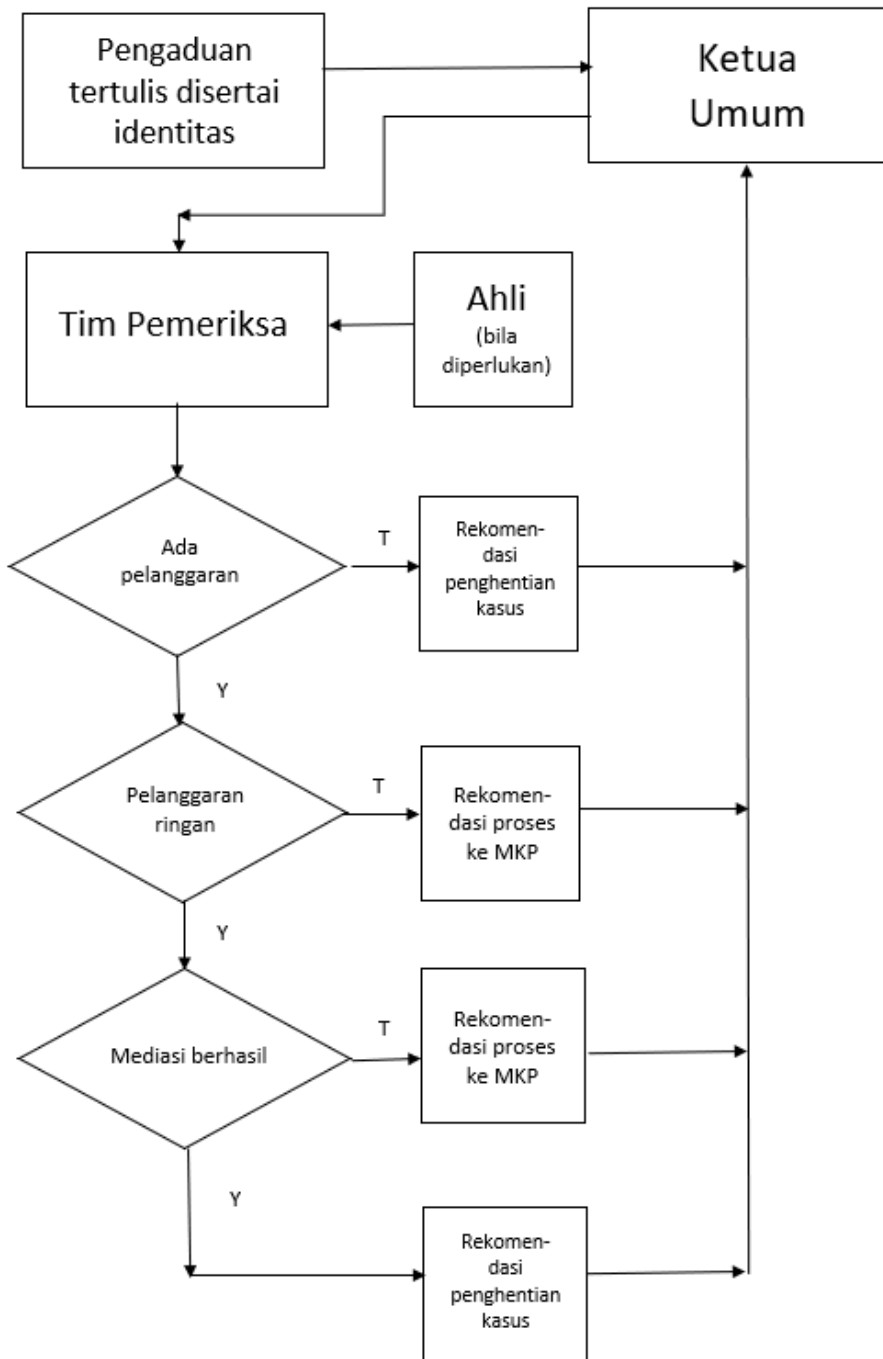 Pengaduan
tertulis disertai
identitas
Ketua
Umum
Tim Pemeriksa
Ahli
(bila
diperlukan)
Ada
pelanggaran
T
Rekomen-
dasi
penghentian
kasus
Y
Pelanggaran
ringan
T
Rekomen-
dasi proses
ke MKP
Y
Mediasi berhasil
T
Rekomen-
dasi proses
ke MKP
Y
Rekomen-
dasi
penghentian
kasus